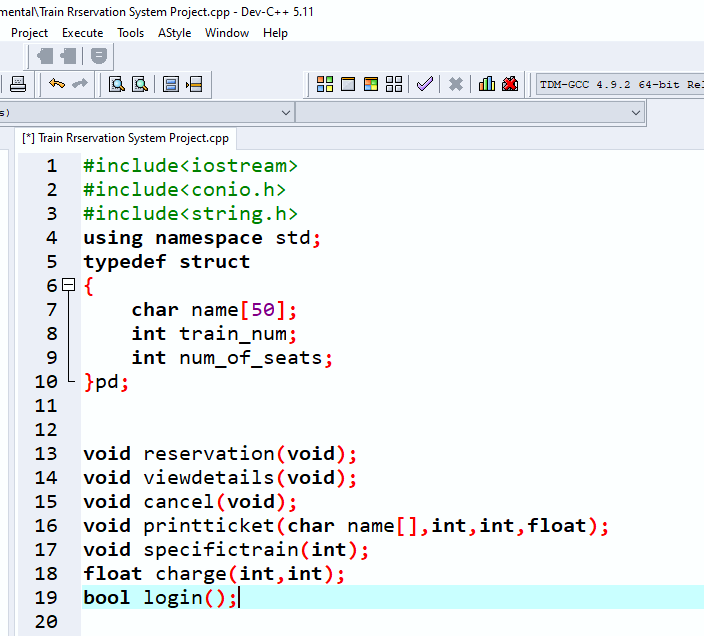 mental\Train Rrservation System Project.cpp - Dev-C++ 5.11
Project Execute Tools AStyle Window Help
TDM-GCC 4.9.2 64-bit Rel
s)
[*] Train Rrservation System Project.cpp
1 #include<iostream>
2 #include<conio.h>
3 #include<string.h>
4 using namespace std;
5 typedef struct
6 {
7 char name[50];
8 int train_num;
9 int num_of_seats;
10 }pd;
11
12
13 void reservation(void);
14 void viewdetails(void);
15 void cancel(void);
16 void printticket(char name[],int,int,float);
17 void specifictrain(int);
18 float charge(int,int);
19 bool login();
20